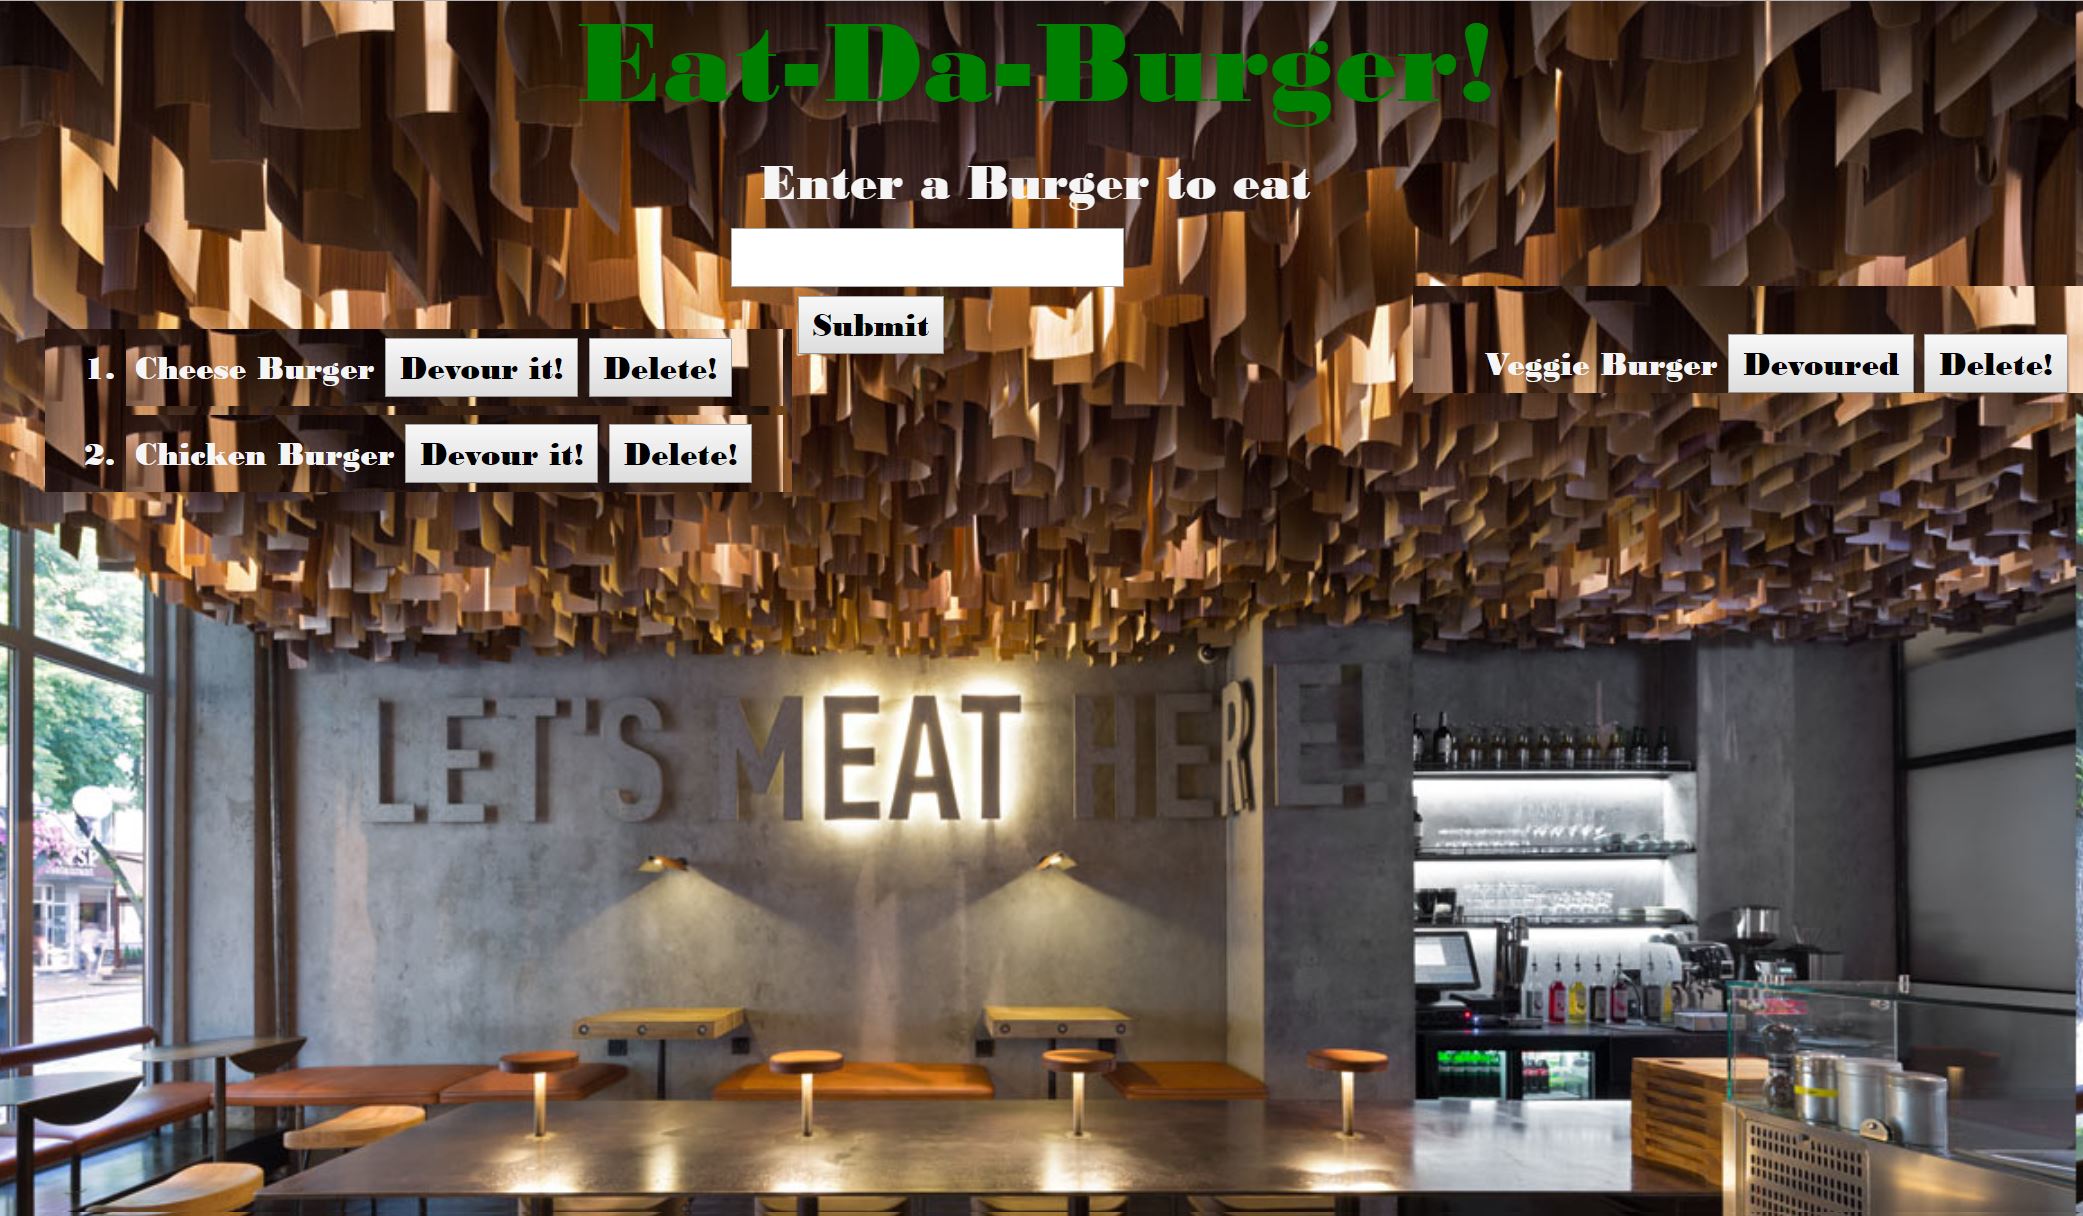 Eat-Da-Burger!
Enter a Burger to eat
Submit
1. Cheese Burger Devour it! Delete!
Veggie Burger Devoured Delete!
2. Chicken Burger Devour it! Delete!
LET'S MEAT HERE!